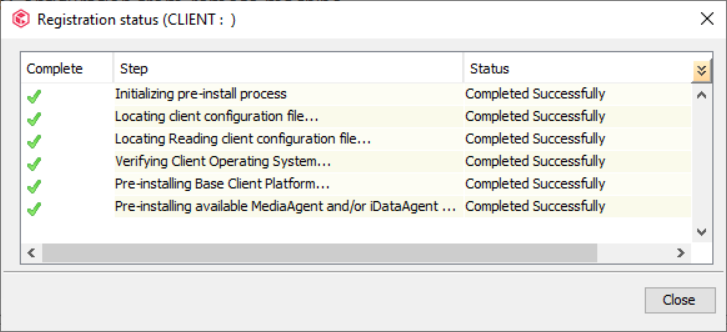 Registration status (CLIENT : )
Complete Step Status
Initializing pre-install process Completed Successfully
Locating client configuration file... Completed Successfully
Locating Reading client configuration file... Completed Successfully
Verifying Client Operating System... Completed Successfully
Pre-installing Base Client Platform... Completed Successfully
Pre-installing available MediaAgent and/or iDataAgent ... Completed Successfully
Close